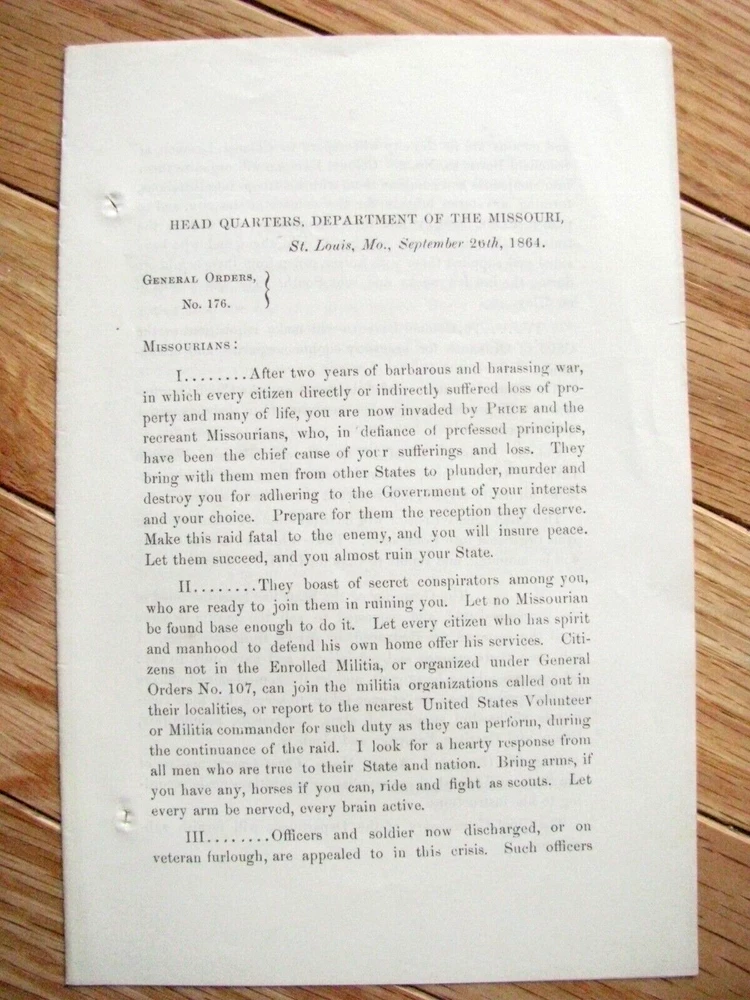 HEAD QUARTERS, DEPARTMENT OF THE MISSOURI,
St. Louis, Mo., September 26th, 1864.
GENERAL ORDERS, }
No. 176.
MISSOURIANS:
I........After two years of barbarous and harassing war,
in which every citizen directly or indirectly suffered loss of pro-
perty and many of life, you are now invaded by PRICE and the
recreant Missourians, who, in defiance of professed principles,
have been the chief cause of your sufferings and loss. They
bring with them men from other States to plunder, murder and
destroy you for adhering to the Government of your interests
and your choice. Prepare for them the reception they deserve.
Make this raid fatal to the enemy, and you will insure peace.
Let them succeed, and you almost ruin your State.
II........They boast of secret conspirators among you,
who are ready to join them in ruining you. Let no Missourian
be found base enough to do it. Let every citizen who has spirit
and manhood to defend his own home offer his services. Citi-
zens not in the Enrolled Militia, or organized under General
Orders No. 107, can join the militia organizations called out in
their localities, or report to the nearest United States Volunteer
or Militia commander for such duty as they can perform, during
the continuance of the raid. I look for a hearty response from
all men who are true to their State and nation. Bring arms, if
you have any, horses if you can, ride and fight as scouts. Let
every arm be nerved, every brain active.
III........Officers and soldier now discharged, or on
veteran furlough, are appealed to in this crisis. Such officers